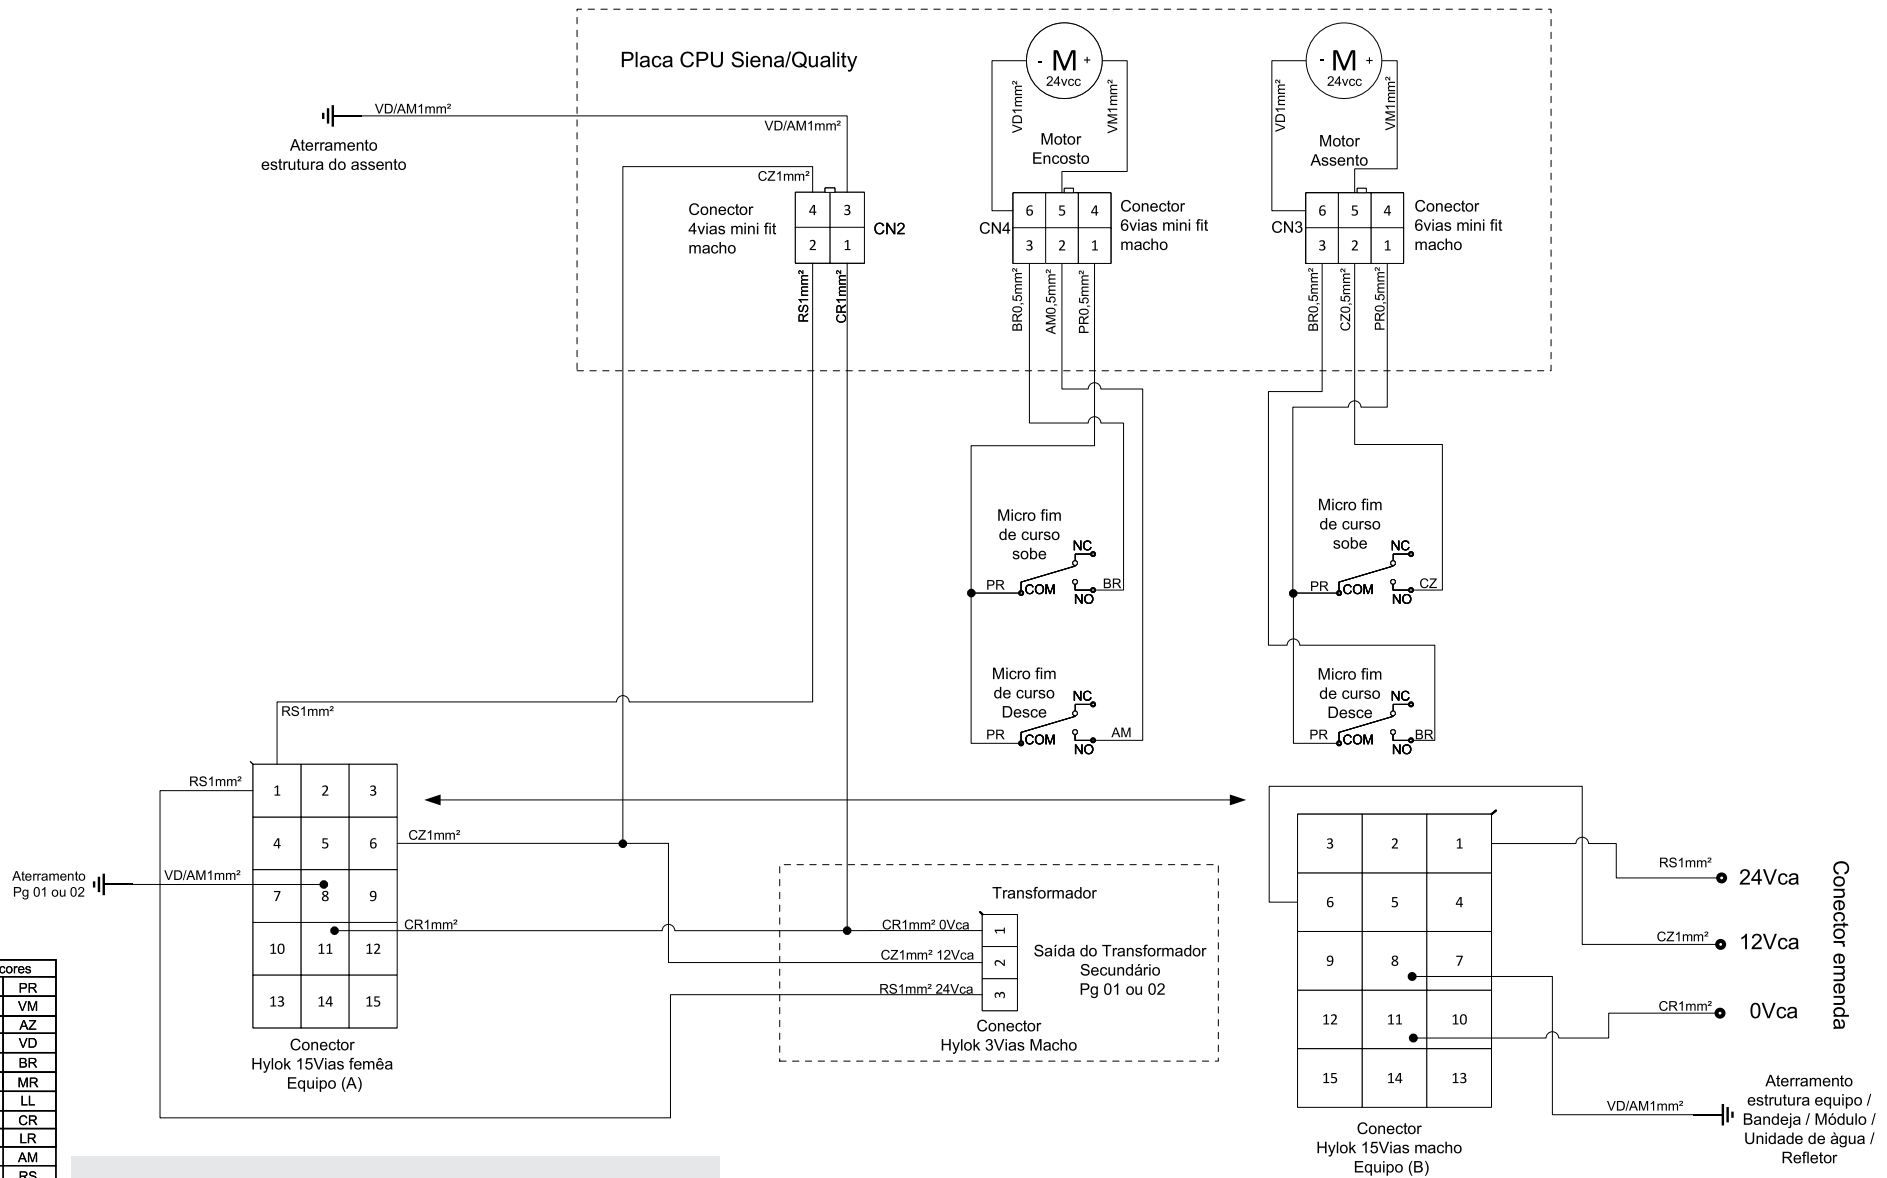 Placa CPU Siena/Quality
VD/AM1mm²
Aterramento
estrutura do assento
VD/AM1mm²
CZ1mm²
Conector
4vias mini fit
macho
4 3
2 1
CN2
RS1mm²
CR1mm²
- M +
24vcc
VD1mm²
VM1mm²
Motor
Encosto
CN4
6 5 4
3 2 1
Conector
6vias mini fit
macho
BR0,5mm²
AM0,5mm²
PR0,5mm²
- M +
24vcc
VD1mm²
VM1mm²
Motor
Assento
CN3
6 5 4
3 2 1
Conector
6vias mini fit
macho
BR0,5mm²
CZ0,5mm²
PR0,5mm²
Micro fim
de curso
sobe
NC
PR
COM
NO
BR
Micro fim
de curso
Desce
NC
PR
COM
NO
AM
Micro fim
de curso
sobe
NC
PR
COM
NO
CZ
Micro fim
de curso
Desce
NC
PR
COM
NO
BR
RS1mm²
RS1mm²
1 2 3
4 5 6
7 8 9
10 11 12
13 14 15
CZ1mm²
Aterramento
Pg 01 ou 02
VD/AM1mm²
CR1mm²
Conector
Hylok 15Vias femêa
Equipo (A)
Transformador
CR1mm² 0Vca
CZ1mm² 12Vca
RS1mm² 24Vca
1
2
3
Saída do Transformador
Secundário
Pg 01 ou 02
Conector
Hylok 3Vias Macho
3 2 1
6 5 4
9 8 7
12 11 10
15 14 13
Conector
Hylok 15Vias macho
Equipo (B)
RS1mm²
24Vca
CZ1mm²
12Vca
CR1mm²
0Vca
Conector emenda
VD/AM1mm²
Aterramento
estrutura equipo /
Bandeja / Módulo /
Unidade de àgua /
Refletor
cores
PR
VM
AZ
VD
BR
MR
LL
CR
LR
AM
RS